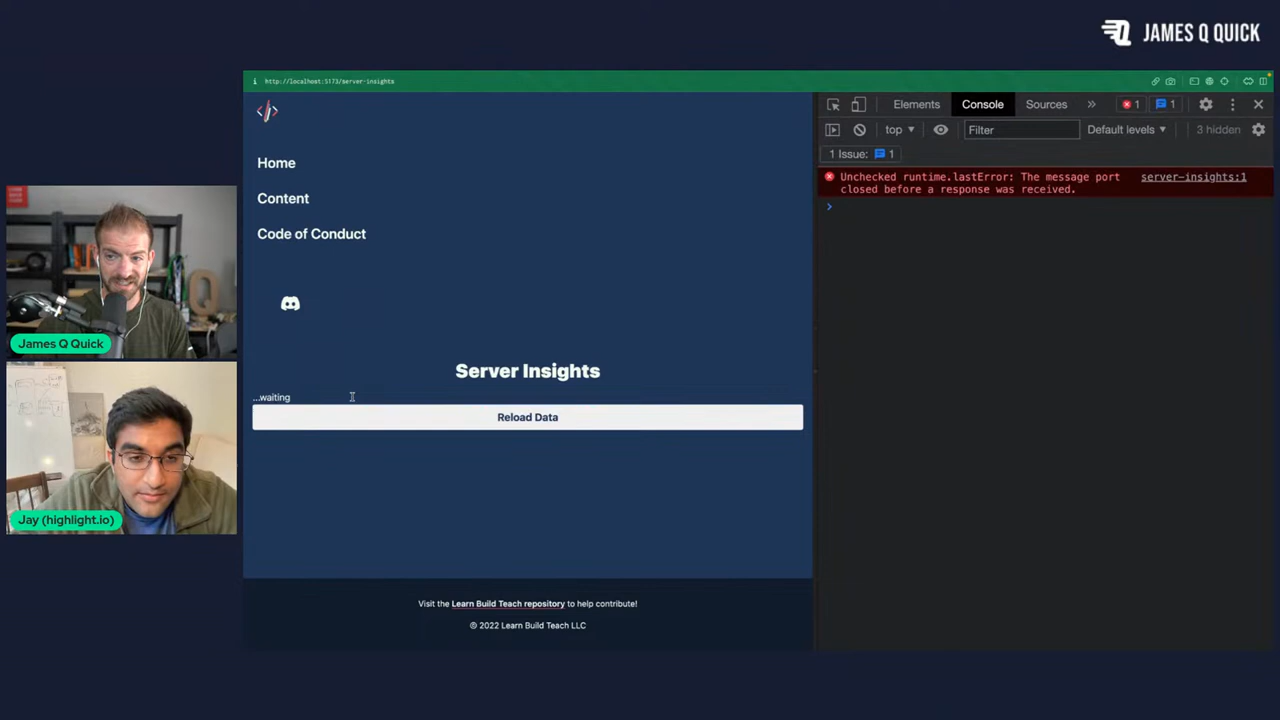 JAMES Q QUICK
http://localhost:5173/server-insights
Home
Content
Code of Conduct
Server Insights
...waiting
Reload Data
Visit the Learn Build Teach repository to help contribute!
© 2022 Learn Build Teach LLC
Elements
Console
Sources
1
1
top
Filter
Default levels
3 hidden
1 Issue:
1
Unchecked runtime.lastError: The message port
closed before a response was received.
server-insights:1
James Q Quick
Jay (highlight.io)